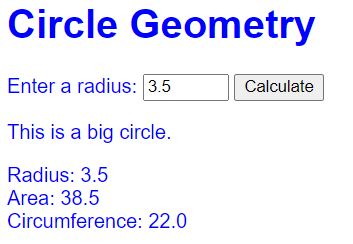 Circle Geometry
Enter a radius: 3.5 Calculate
This is a big circle.
Radius: 3.5
Area: 38.5
Circumference: 22.0